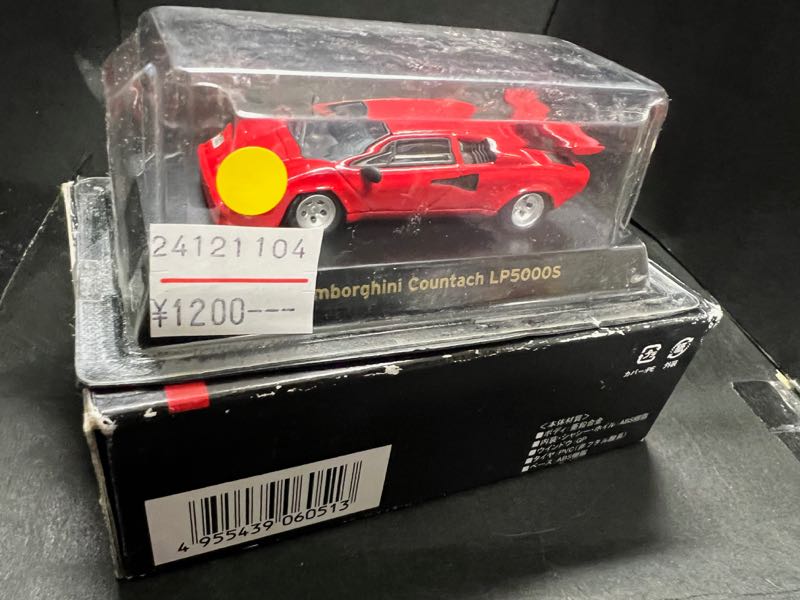 24121104
¥1200---
mborghini Countach LP5000S
カバー:PE
外装
<本体材質>
■ボディ 亜鉛合金
■内装・シャシー・ホイル ABS樹脂
■ウインドウ GP
■タイヤ PVC(非フタル酸系)
■ベース ABS樹脂
4 955439 060513